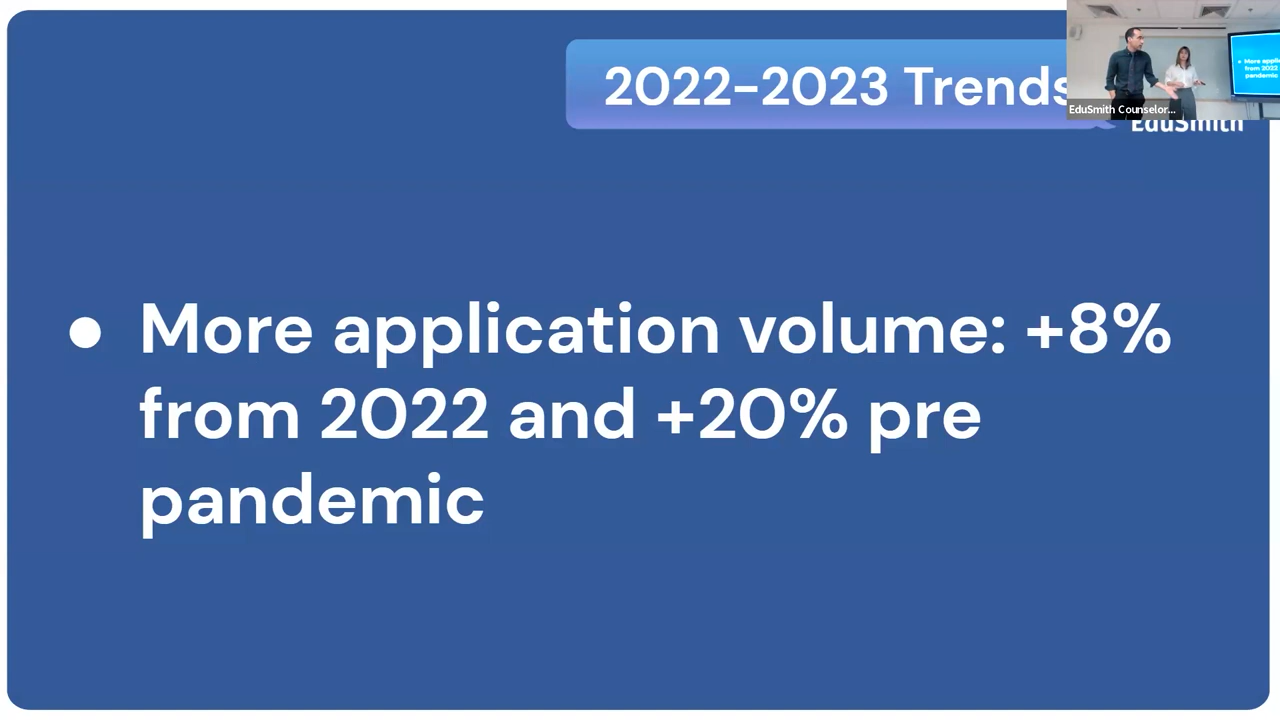 2022-2023 Trends
EduSmith Counselor...
EduSmith
● More application volume: +8%
from 2022 and +20% pre
pandemic